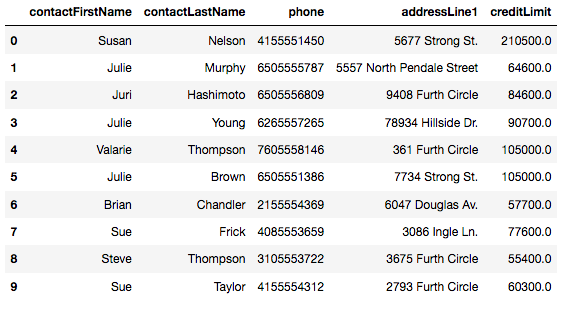 contactFirstName contactLastName phone addressLine1 creditLimit
0 Susan Nelson 4155551450 5677 Strong St. 210500.0
1 Julie Murphy 6505555787 5557 North Pendale Street 64600.0
2 Juri Hashimoto 6505556809 9408 Furth Circle 84600.0
3 Julie Young 6265557265 78934 Hillside Dr. 90700.0
4 Valarie Thompson 7605558146 361 Furth Circle 105000.0
5 Julie Brown 6505551386 7734 Strong St. 105000.0
6 Brian Chandler 2155554369 6047 Douglas Av. 57700.0
7 Sue Frick 4085553659 3086 Ingle Ln. 77600.0
8 Steve Thompson 3105553722 3675 Furth Circle 55400.0
9 Sue Taylor 4155554312 2793 Furth Circle 60300.0